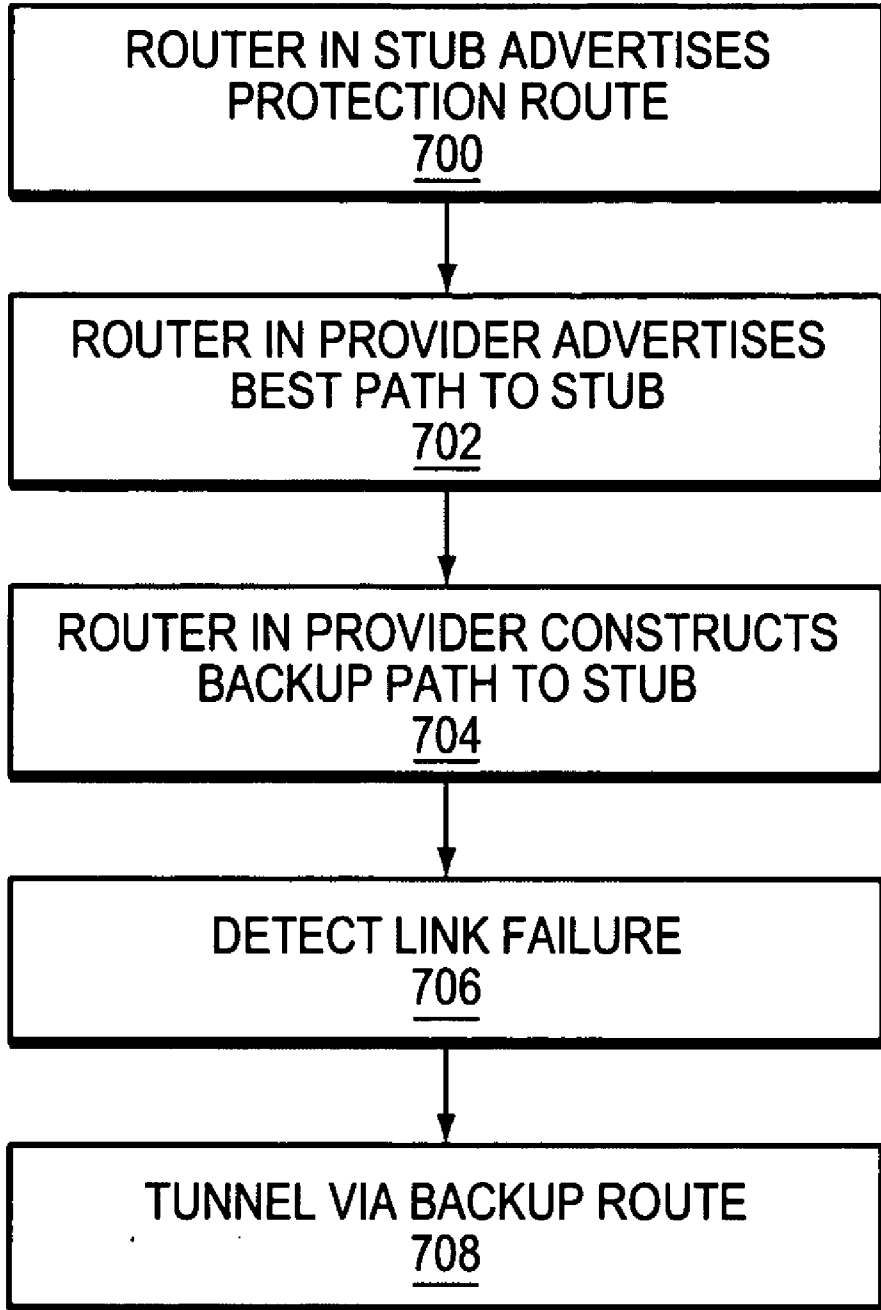 ROUTER IN STUB ADVERTISES
PROTECTION ROUTE
700
ROUTER IN PROVIDER ADVERTISES
BEST PATH TO STUB
702
ROUTER IN PROVIDER CONSTRUCTS
BACKUP PATH TO STUB
704
DETECT LINK FAILURE
706
TUNNEL VIA BACKUP ROUTE
708